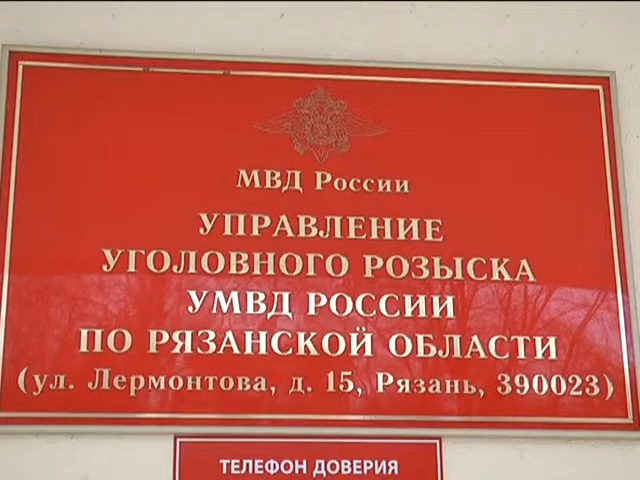 МВД России
УПРАВЛЕНИЕ
УГОЛОВНОГО РОЗЫСКА
УМВД РОССИИ
ПО РЯЗАНСКОЙ ОБЛАСТИ
(ул. Лермонтова, д. 15, Рязань, 390023)
ТЕЛЕФОН ДОВЕРИЯ